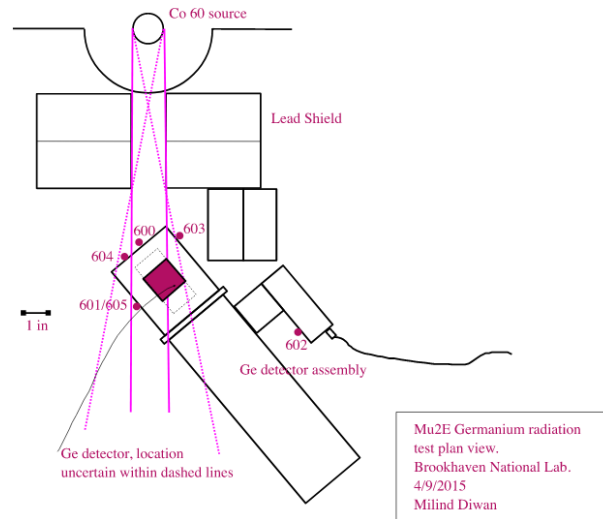 Co 60 source
Lead Shield
600
603
604
601/605
1 in
602
Ge detector assembly
Ge detector, location
uncertain within dashed lines
Mu2E Germanium radiation
test plan view.
Brookhaven National Lab.
4/9/2015
Milind Diwan